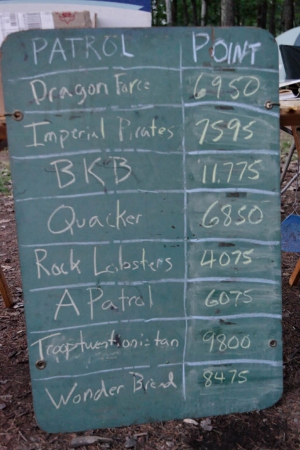 PATROL POINT
Dragon Force 6950
Imperial Pirates 7595
BKB 11,775
Quacker 6850
Rock Lobsters 4075
A Patrol 6075
9800
Wonder Bread 8475